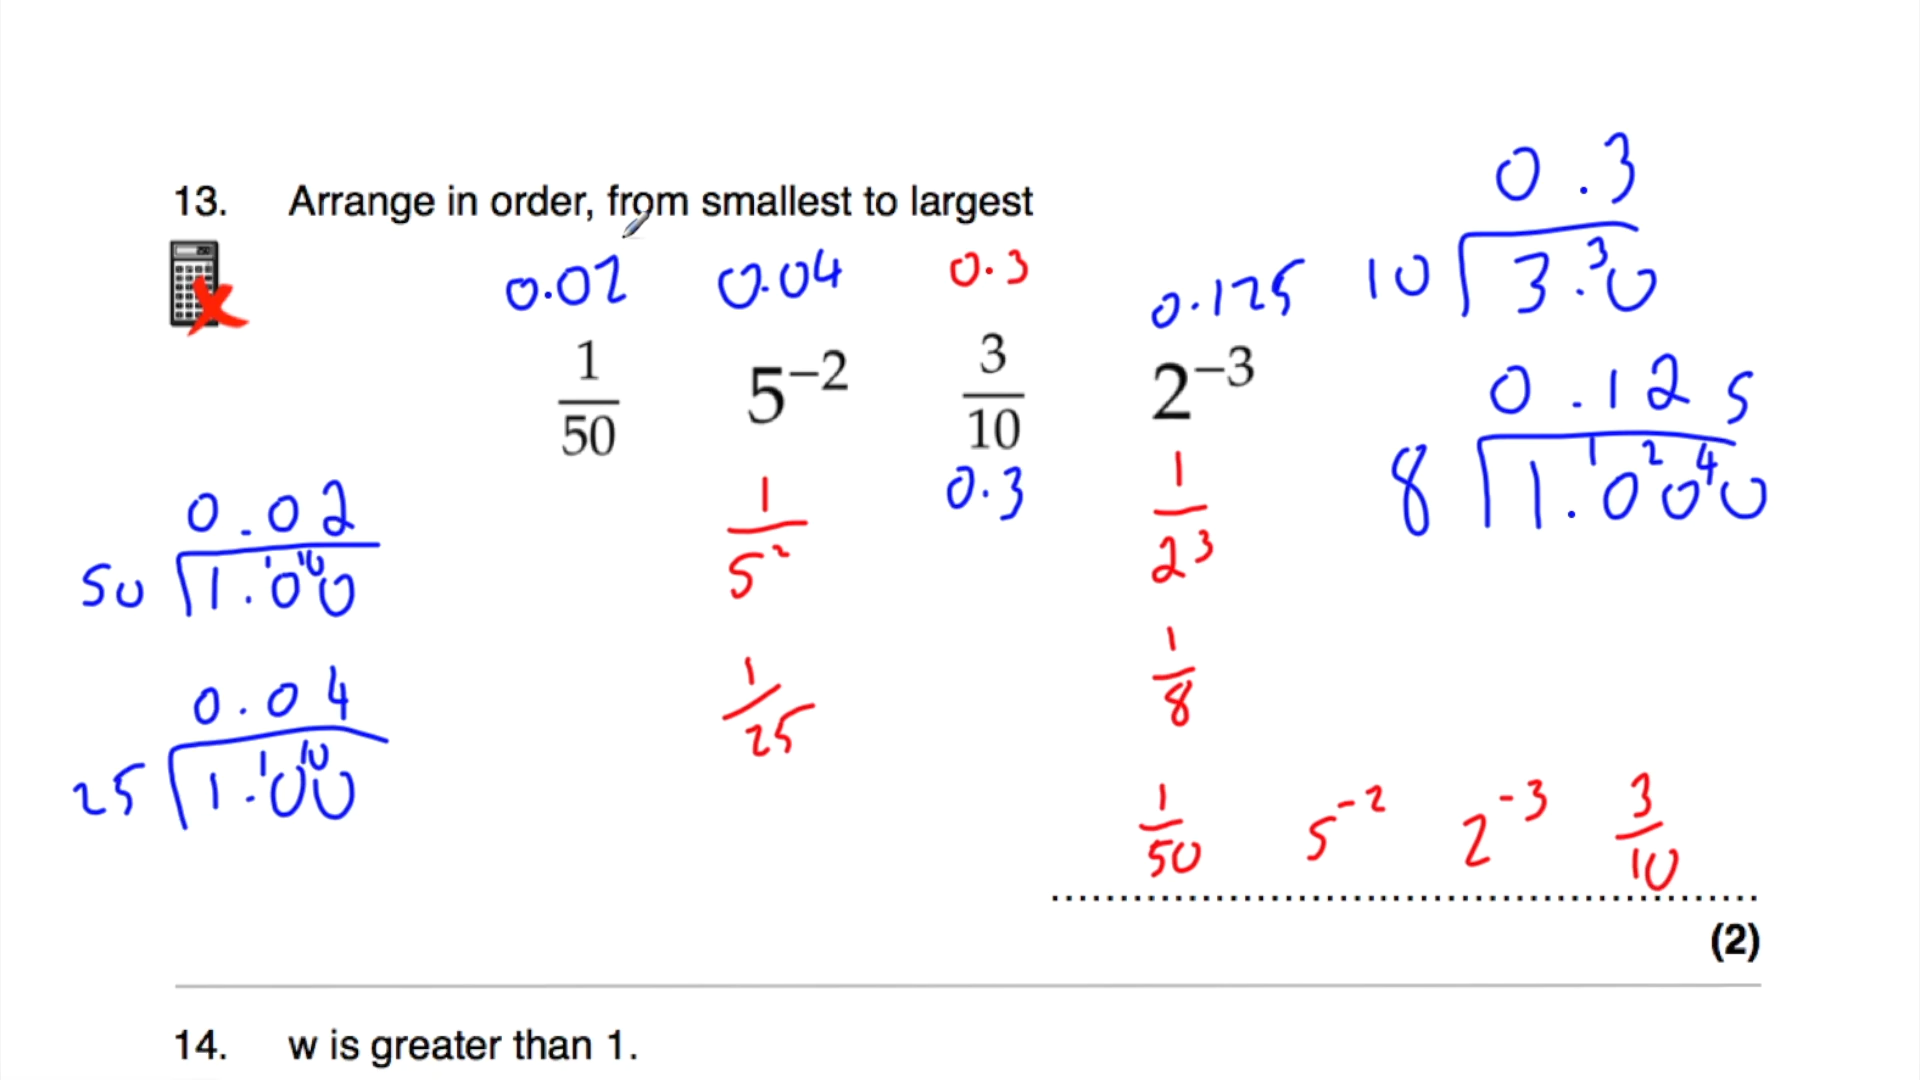 0.3
13. Arrange in order, from smallest to largest
0.02 0.04 0.3 0.125 10 3.³0
1/50 5⁻² 3/10 2⁻³ 0.125
0.3 8 1.¹0²0⁴0
0.02 1/5² 1/2³
50 1.¹0¹⁰0
0.04 1/25 1/8
25 1.¹0¹⁰0
1/50 5⁻² 2⁻³ 3/10
(2)
14. w is greater than 1.